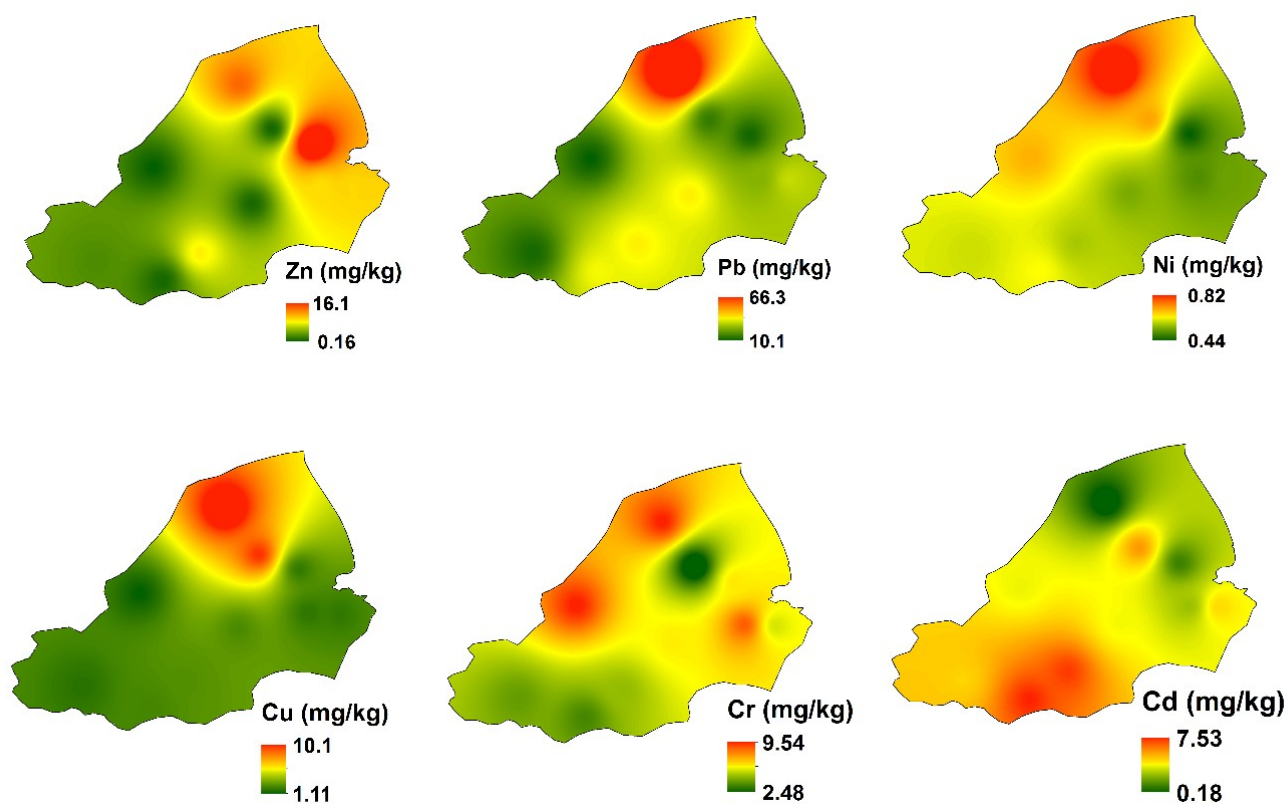 Zn (mg/kg)
16.1
0.16
Pb (mg/kg)
66.3
10.1
Ni (mg/kg)
0.82
0.44
Cu (mg/kg)
10.1
1.11
Cr (mg/kg)
9.54
2.48
Cd (mg/kg)
7.53
0.18